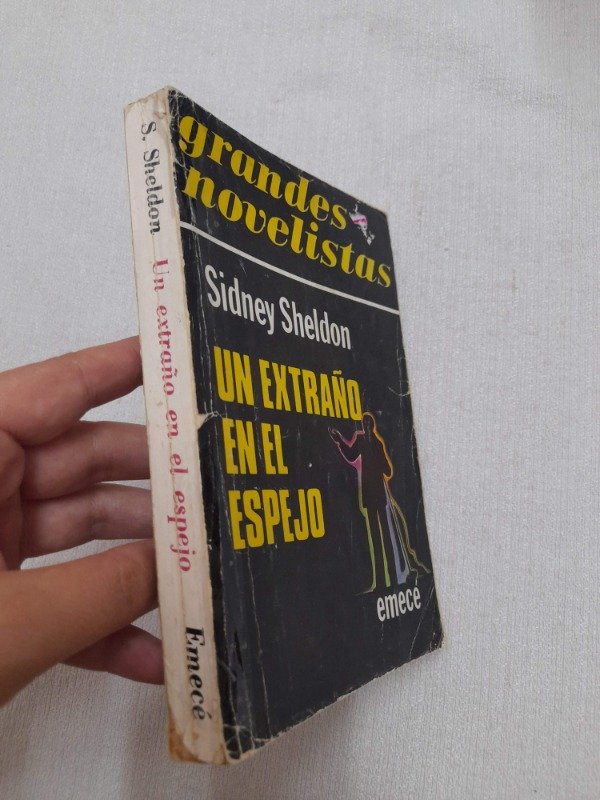 grandes
novelistas
Sidney Sheldon
UN EXTRAÑO
EN EL
ESPEJO
emecé
S. Sheldon Un extraño en el espejo Emecé